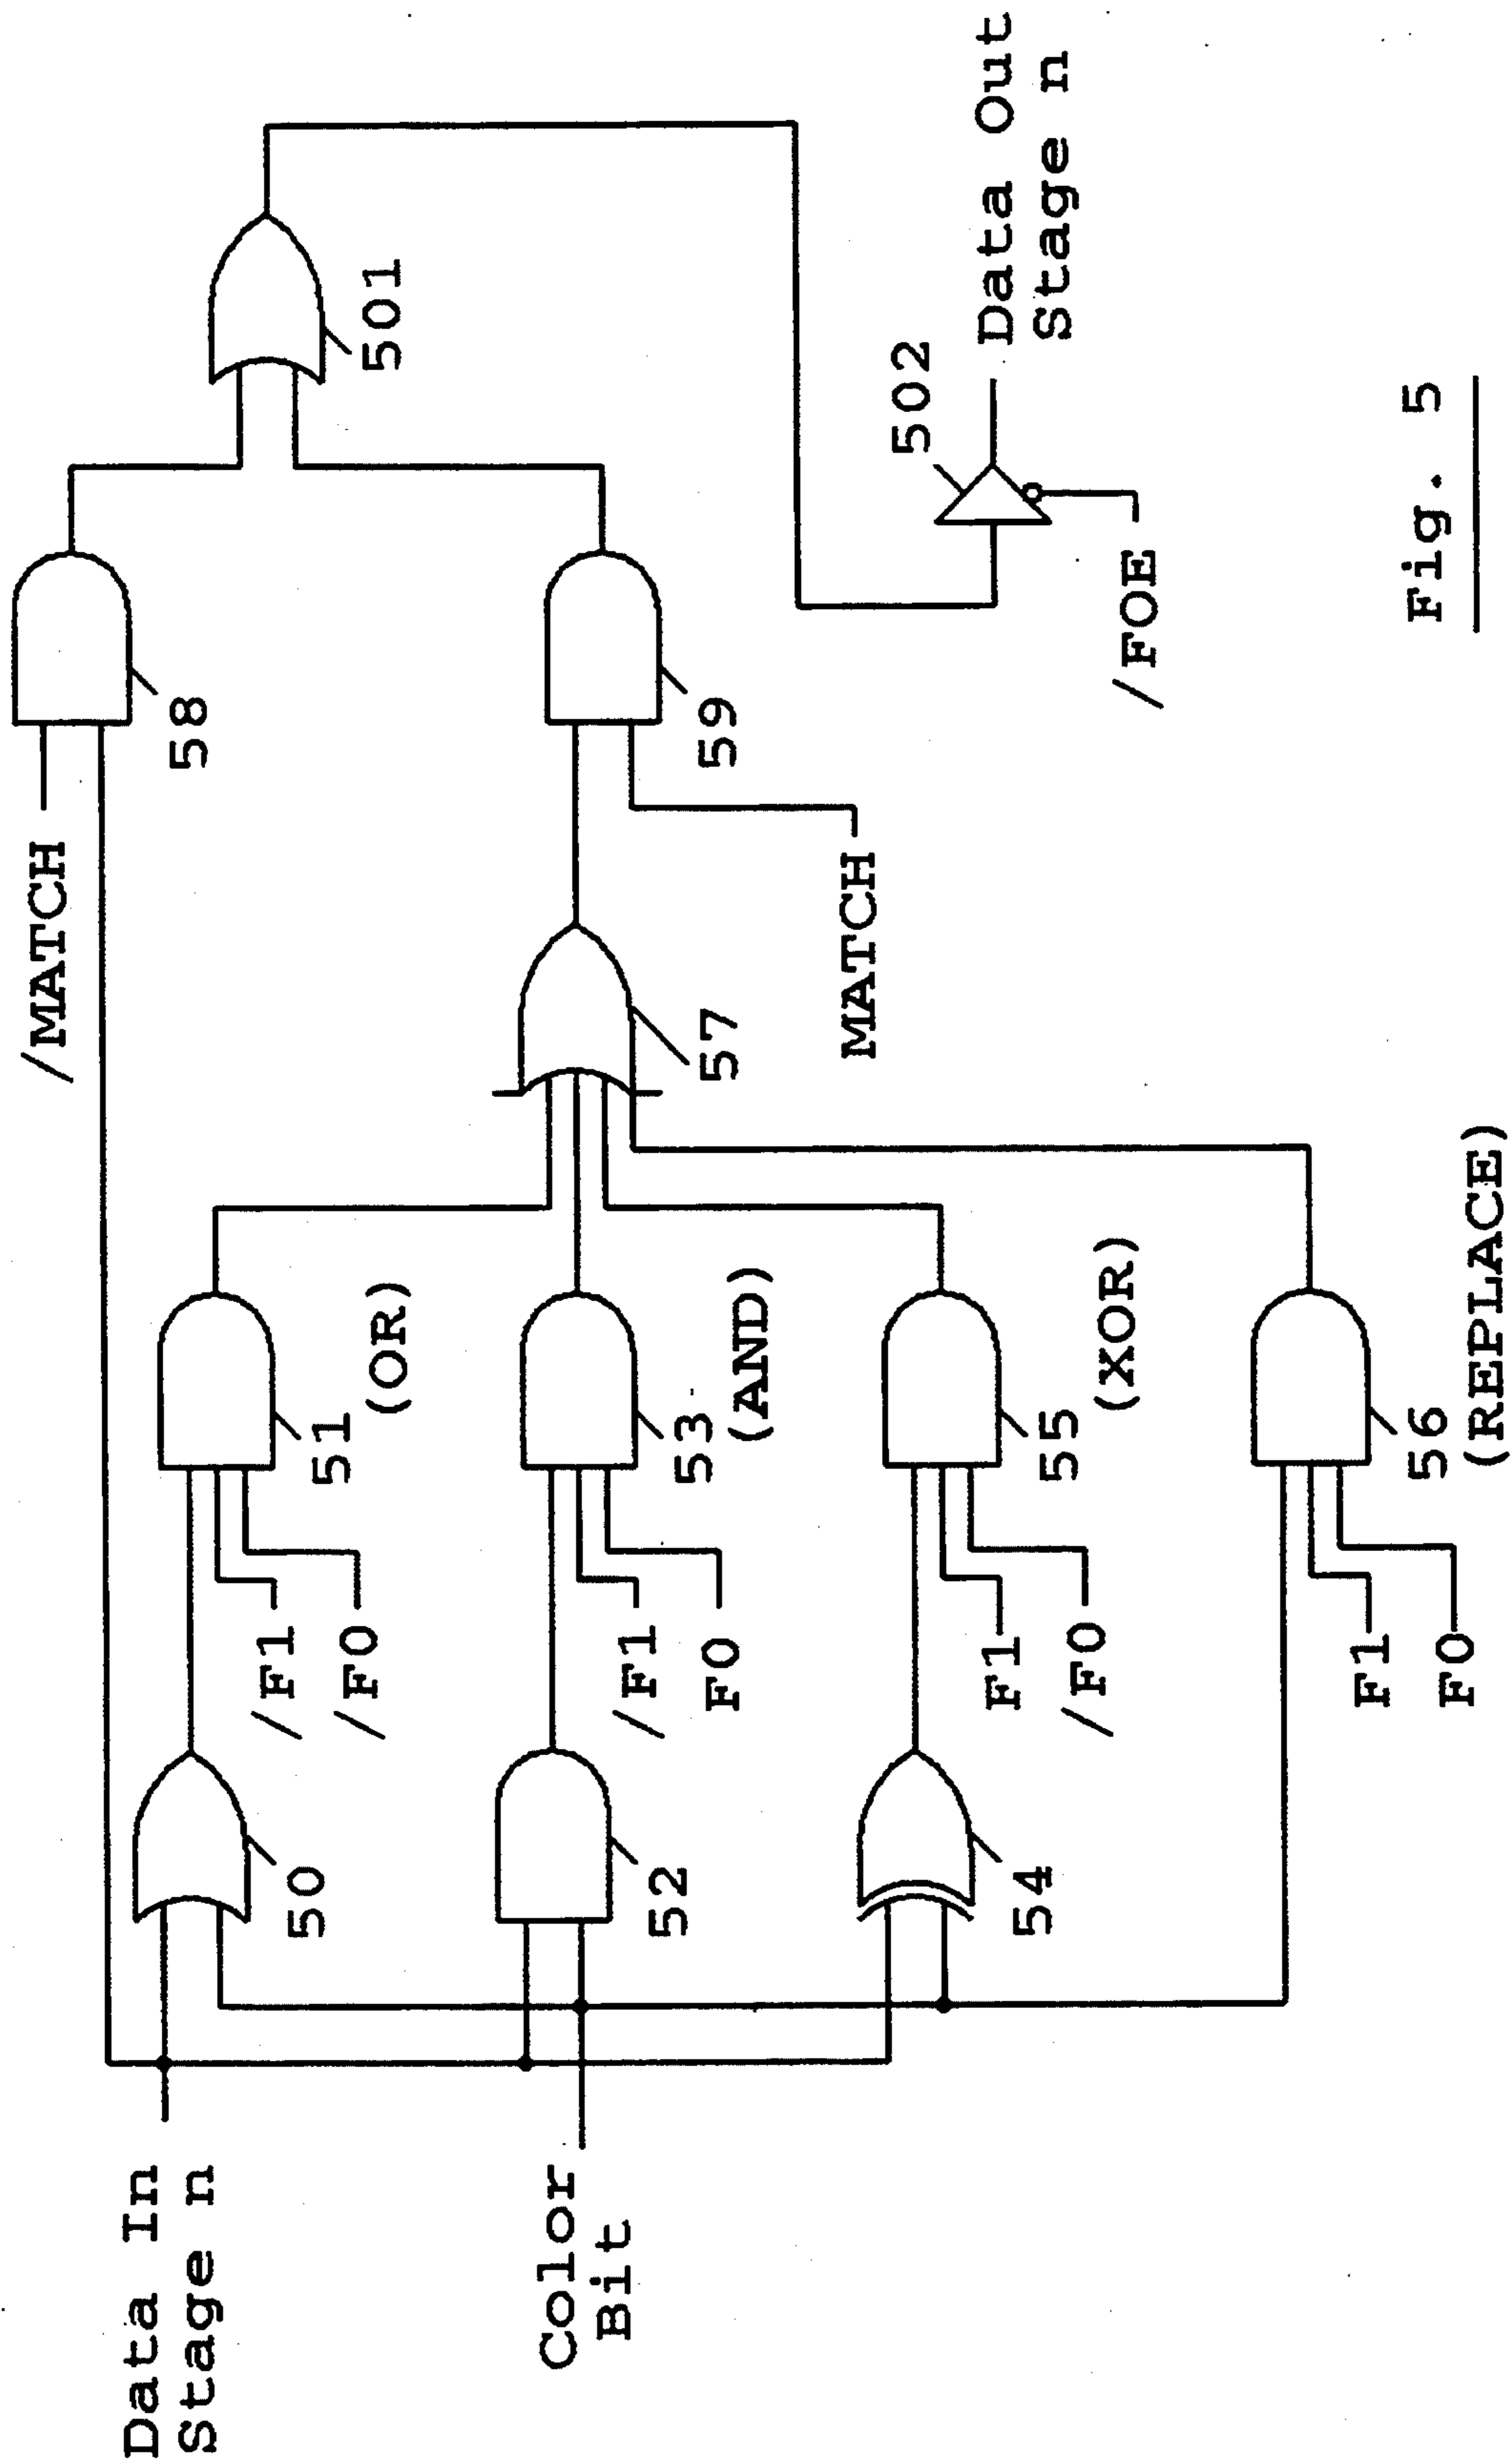 /MATCH
58
501
Data In
Stage n
50
/F1
/F0
51
(OR)
57
59
MATCH
Color
Bit
52
/F1
F0
53
(AND)
502
Data Out
Stage n
/FOE
54
F1
/F0
55
(XOR)
F1
F0
56
(REPLACE)
Fig. 5